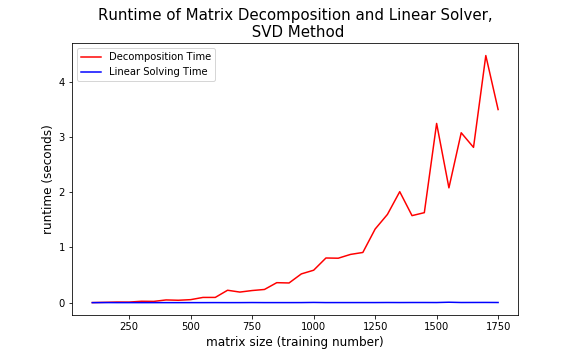 Runtime of Matrix Decomposition and Linear Solver,
SVD Method
Decomposition Time
Linear Solving Time
runtime (seconds)
4
3
2
1
0
250 500 750 1000 1250 1500 1750
matrix size (training number)